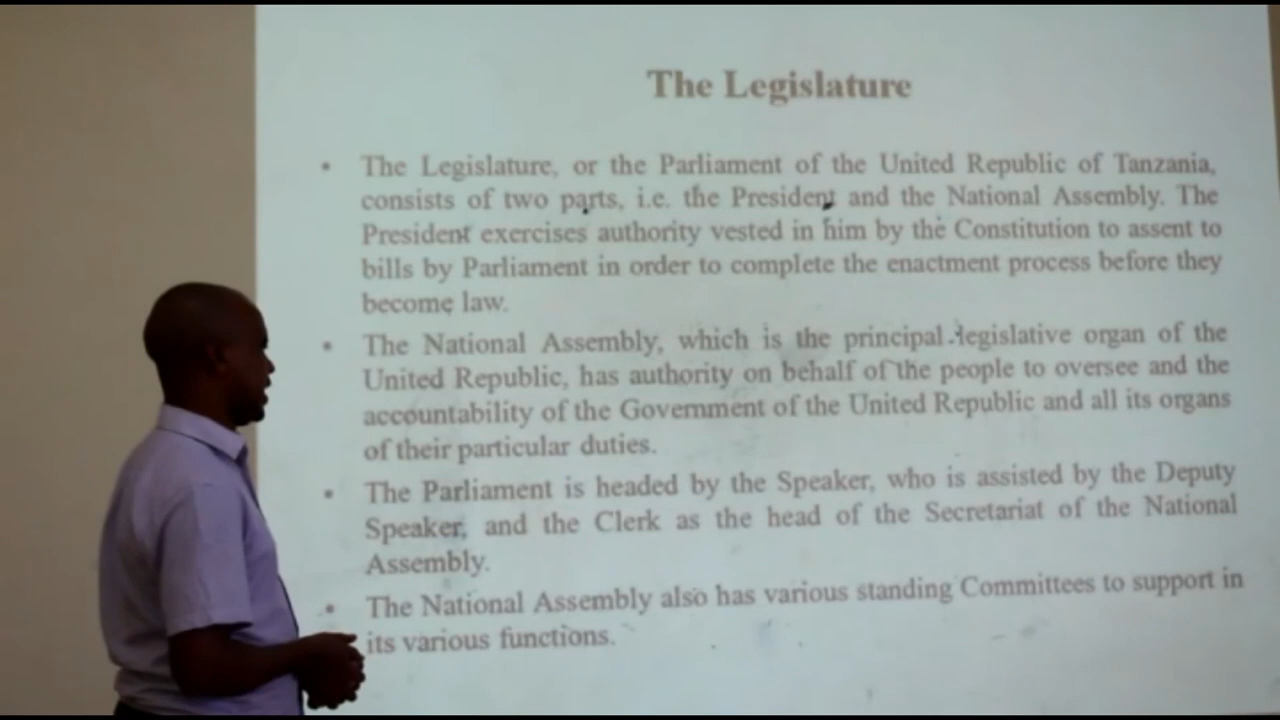 The Legislature
• The Legislature, or the Parliament of the United Republic of Tanzania,
consists of two parts, i.e. the President and the National Assembly. The
President exercises authority vested in him by the Constitution to assent to
bills by Parliament in order to complete the enactment process before they
become law.
• The National Assembly, which is the principal legislative organ of the
United Republic, has authority on behalf of the people to oversee and the
accountability of the Government of the United Republic and all its organs
of their particular duties.
• The Parliament is headed by the Speaker, who is assisted by the Deputy
Speaker, and the Clerk as the head of the Secretariat of the National
Assembly.
• The National Assembly also has various standing Committees to support in
its various functions.